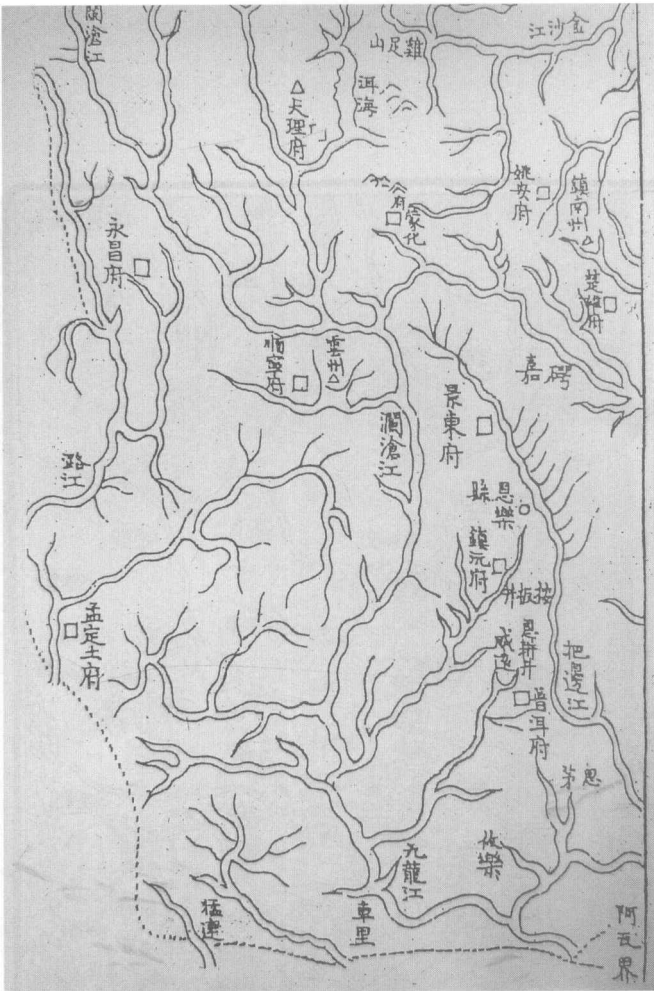 瀾滄江
雞足山
金沙江
洱海
大理府
蒙化府
姚安府
鎮南州
楚雄府
永昌府
順寧府
雲州
瀾滄江
景東府
嘉
潞江
恩樂縣
鎮沅府
按板井
孟定土府
威遠
恩耕井
普洱府
把邊江
思茅
攸樂
九龍江
車里
猛連
阿瓦界